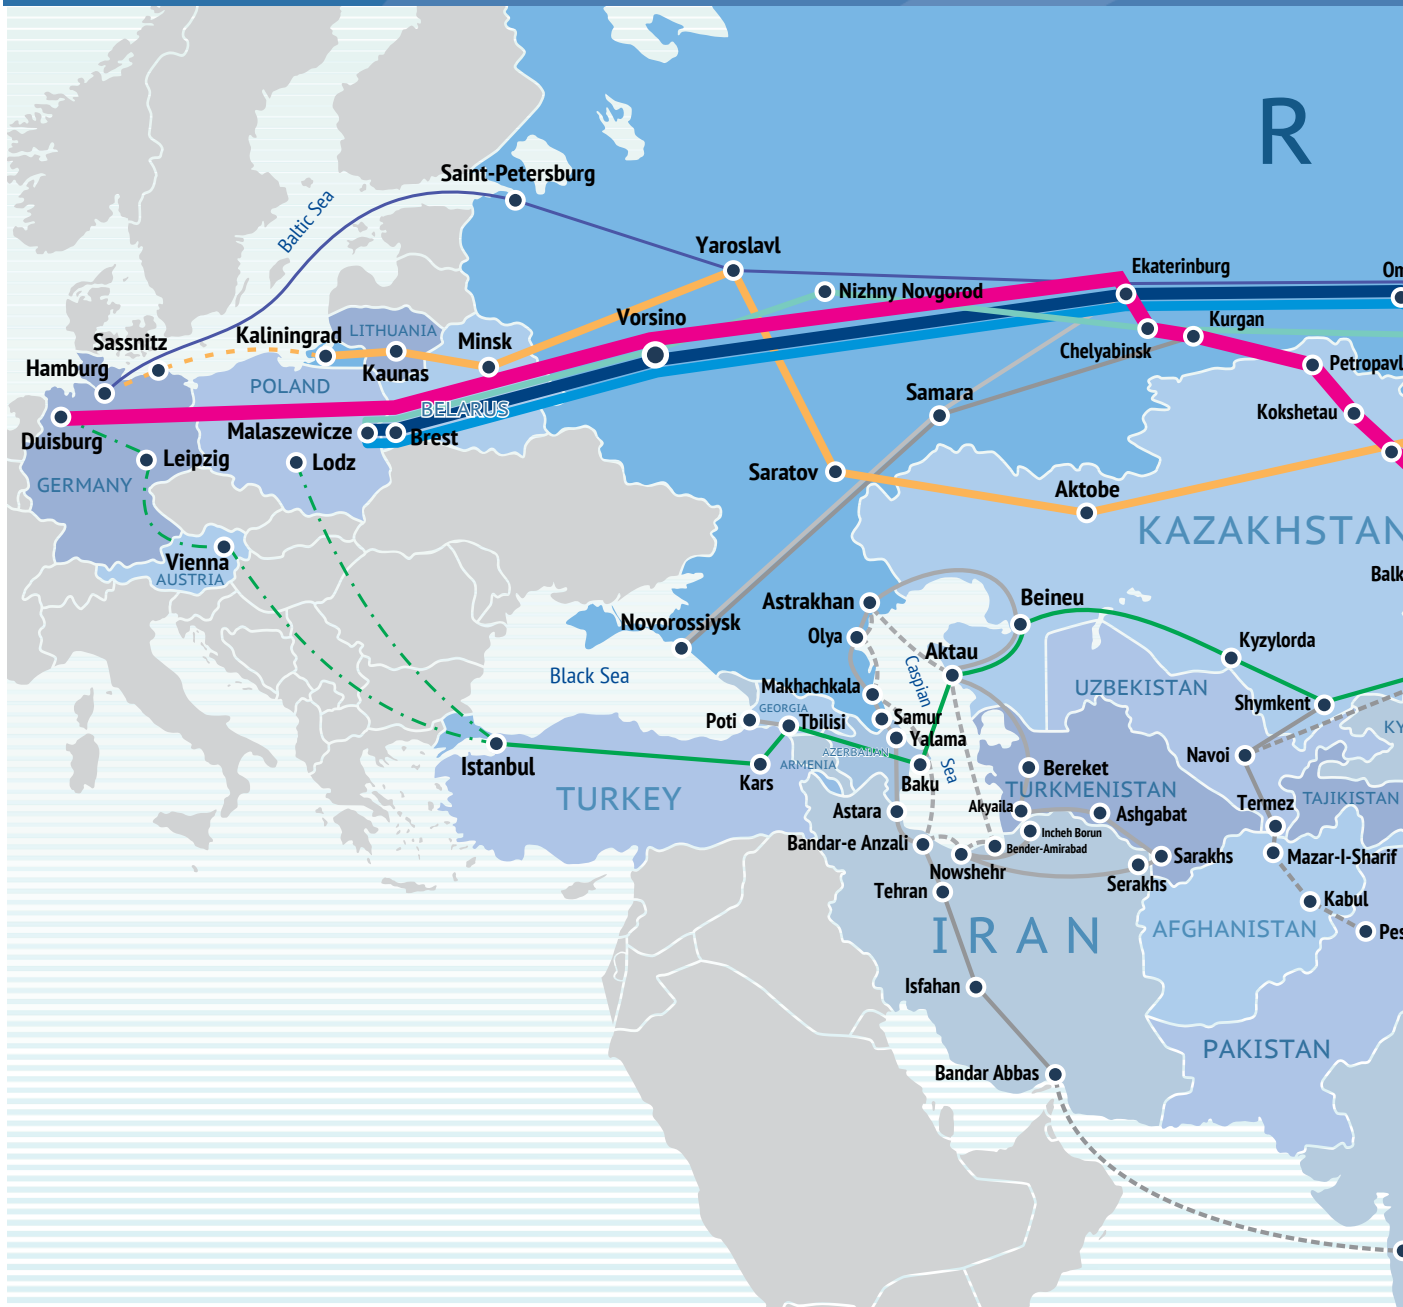 R
Saint-Petersburg
Baltic Sea
Yaroslavl
Ekaterinburg
Om
Nizhny Novgorod
Vorsino
Kurgan
Sassnitz
Kaliningrad
LITHUANIA
Minsk
Chelyabinsk
Hamburg
Kaunas
Petropavl
POLAND
Samara
BELARUS
Kokshetau
Duisburg
Malaszewicze
Brest
Leipzig
Lodz
Saratov
GERMANY
Aktobe
KAZAKHSTAN
Vienna
AUSTRIA
Balk
Astrakhan
Beineu
Novorossiysk
Olya
Kyzylorda
Aktau
Black Sea
Caspian
Sea
Makhachkala
UZBEKISTAN
Shymkent
GEORGIA
Poti
Tbilisi
Samur
KY
Yalama
AZERBAIJAN
Navoi
Istanbul
ARMENIA
Kars
Baku
Bereket
TURKMENISTAN
TURKEY
Termez
TAJIKISTAN
Astara
Akyaila
Ashgabat
Incheh Borun
Bandar-e Anzali
Bender-Amirabad
Sarakhs
Mazar-I-Sharif
Nowshehr
Serakhs
Tehran
Kabul
IRAN
AFGHANISTAN
Pes
Isfahan
PAKISTAN
Bandar Abbas